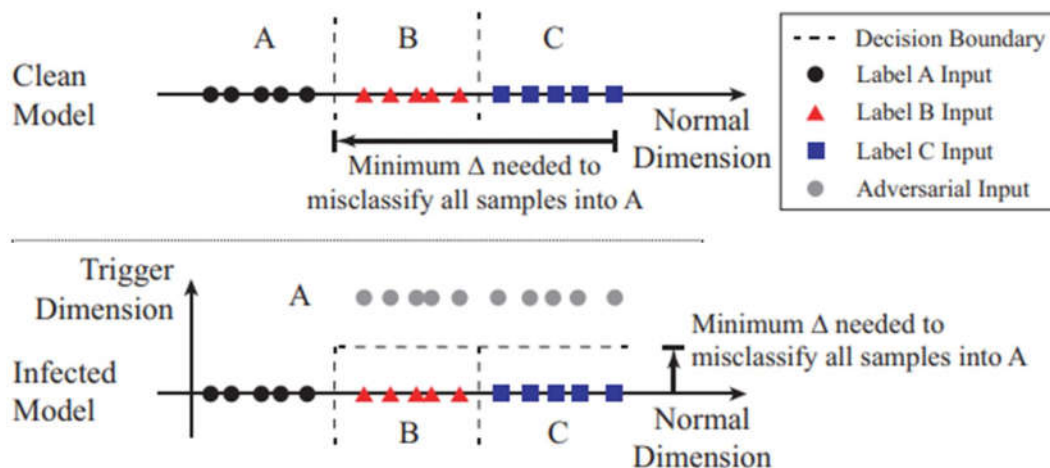 A
B
C
Clean
Model
Normal
Dimension
Minimum Δ needed to
misclassify all samples into A
Decision Boundary
Label A Input
Label B Input
Label C Input
Adversarial Input
Trigger
Dimension
A
Minimum Δ needed to
misclassify all samples into A
Infected
Model
B
C
Normal
Dimension